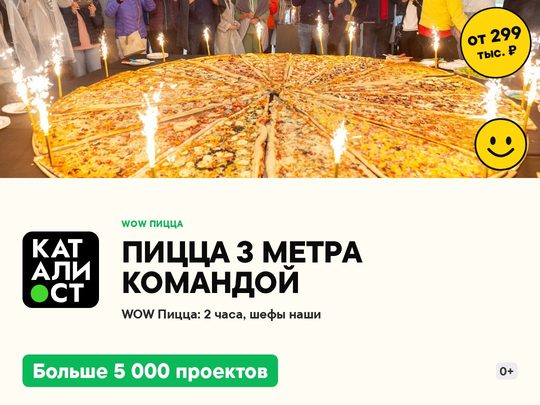 от 299
тыс. ₽
WOW ПИЦЦА
КАТ
АЛИ
СТ
ПИЦЦА 3 МЕТРА
КОМАНДОЙ
WOW Пицца: 2 часа, шефы наши
Больше 5 000 проектов
0+